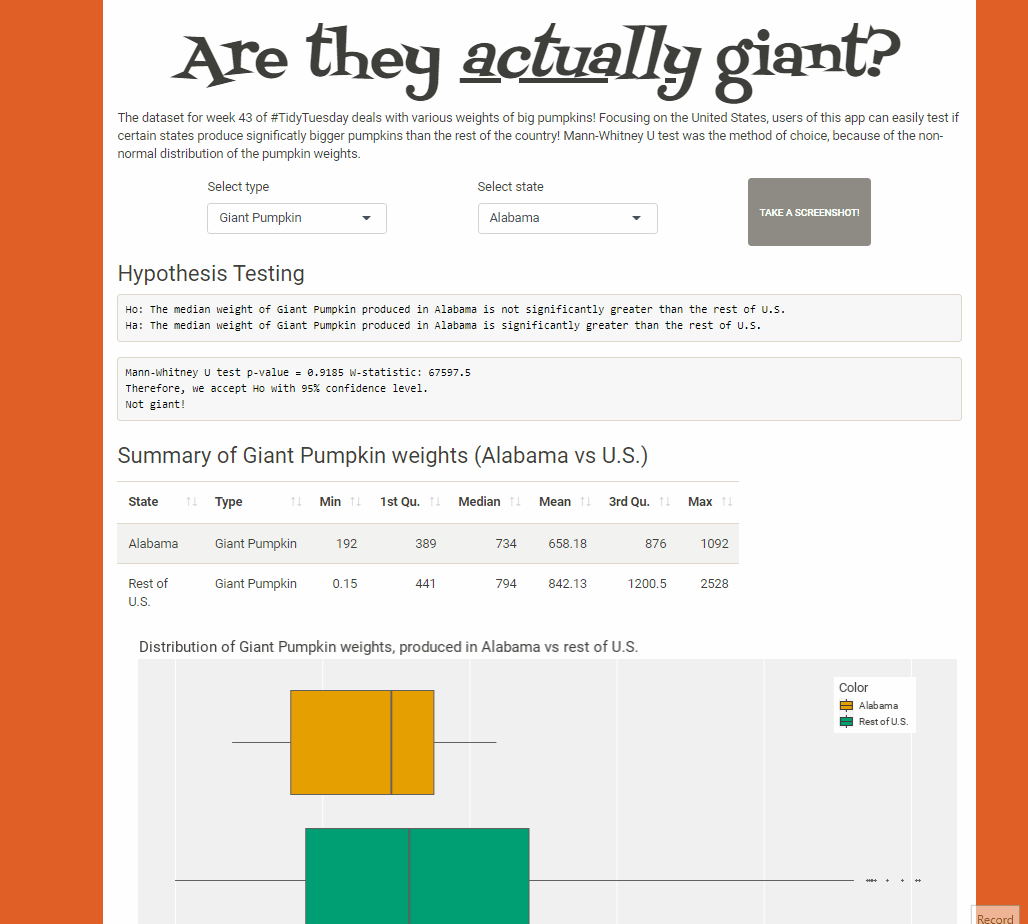 Are they actually giant?
The dataset for week 43 of #TidyTuesday deals with various weights of big pumpkins! Focusing on the United States, users of this app can easily test if
certain states produce significatly bigger pumpkins than the rest of the country! Mann-Whitney U test was the method of choice, because of the non-
normal distribution of the pumpkin weights.
Select type
Select state
Giant Pumpkin
Alabama
TAKE A SCREENSHOT!
Hypothesis Testing
Ho: The median weight of Giant Pumpkin produced in Alabama is not significantly greater than the rest of U.S.
Ha: The median weight of Giant Pumpkin produced in Alabama is significantly greater than the rest of U.S.
Mann-Whitney U test p-value = 0.9185 W-statistic: 67597.5
Therefore, we accept Ho with 95% confidence level.
Not giant!
Summary of Giant Pumpkin weights (Alabama vs U.S.)
State Type Min 1st Qu. Median Mean 3rd Qu. Max
Alabama Giant Pumpkin 192 389 734 658.18 876 1092
Rest of U.S. Giant Pumpkin 0.15 441 794 842.13 1200.5 2528
Distribution of Giant Pumpkin weights, produced in Alabama vs rest of U.S.
Color
Alabama
Rest of U.S.
Record